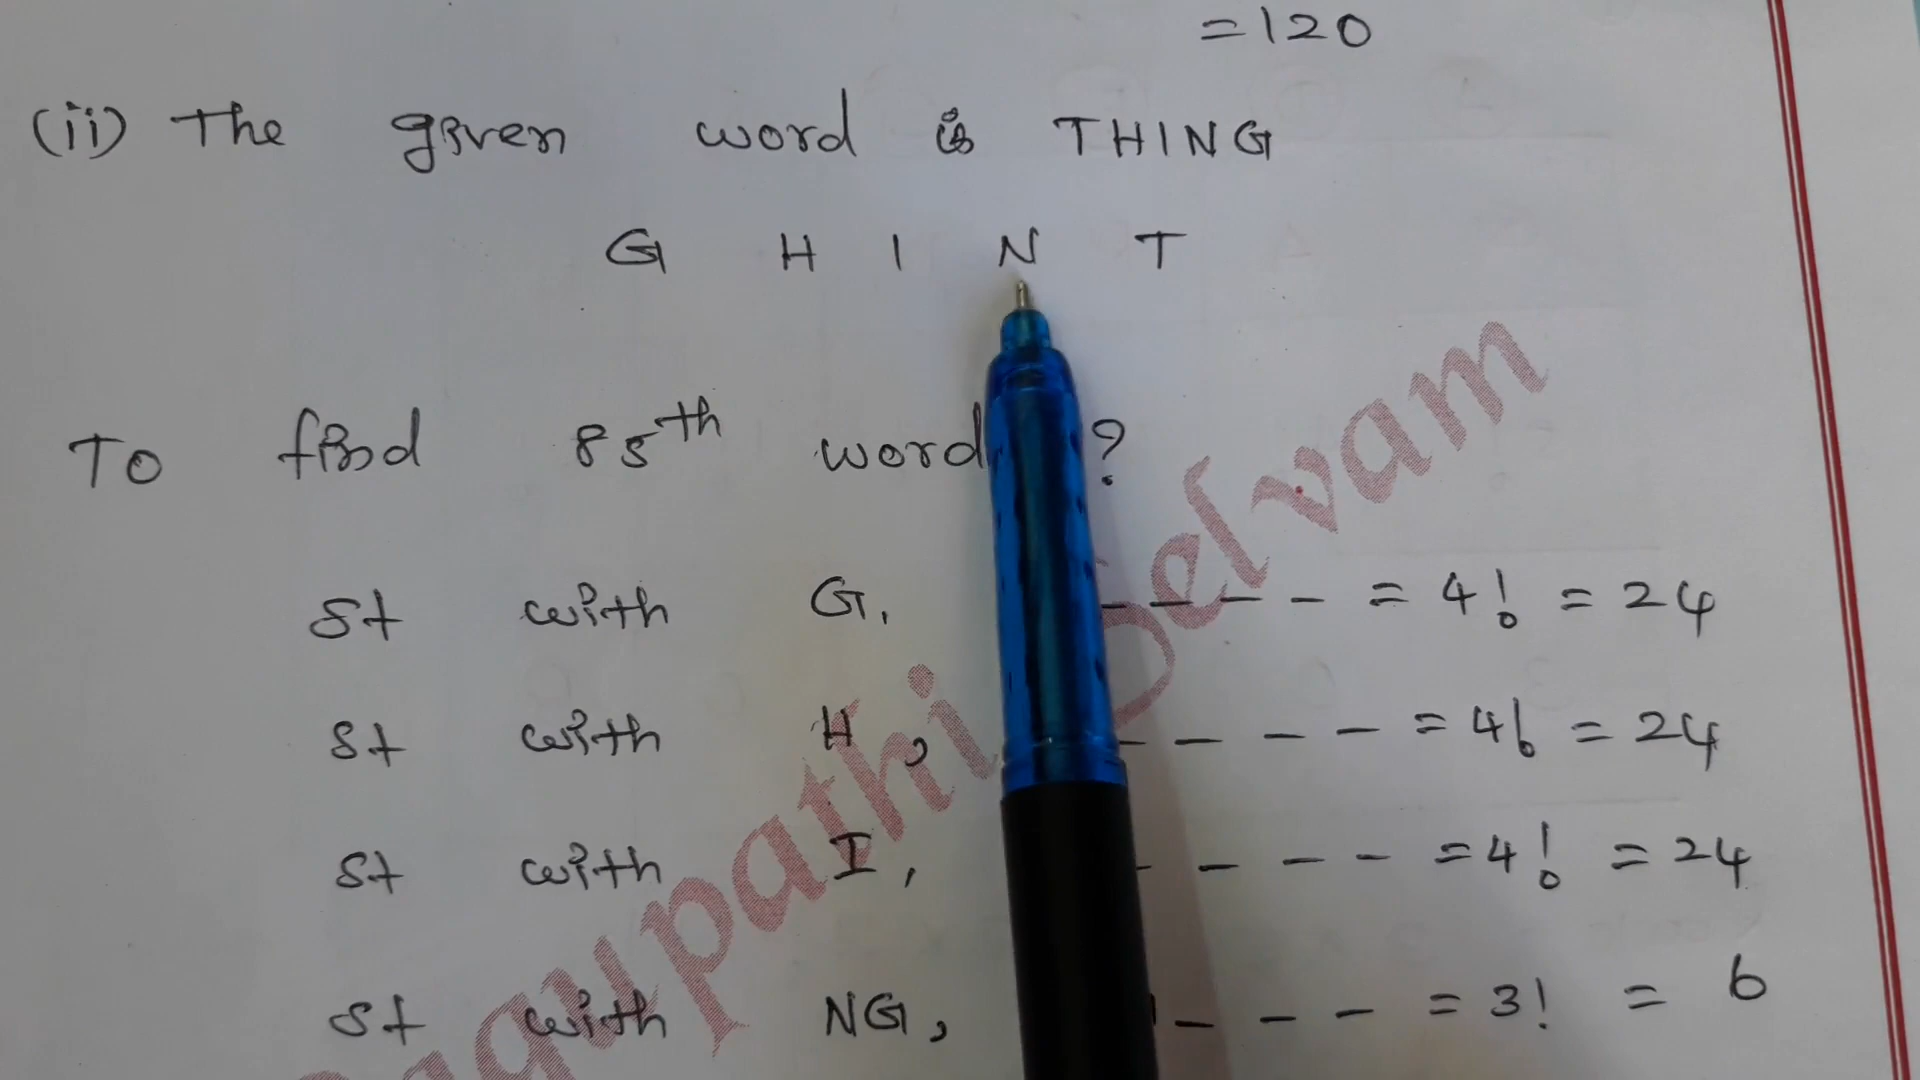 =120
(ii) The given word is THING
G H I N T
To find 85th word ?
St with G, - - - - = 4! = 24
St with H, - - - - = 4! = 24
St with I, - - - - = 4! = 24
St with NG, - - - = 3! = 6
Selvam